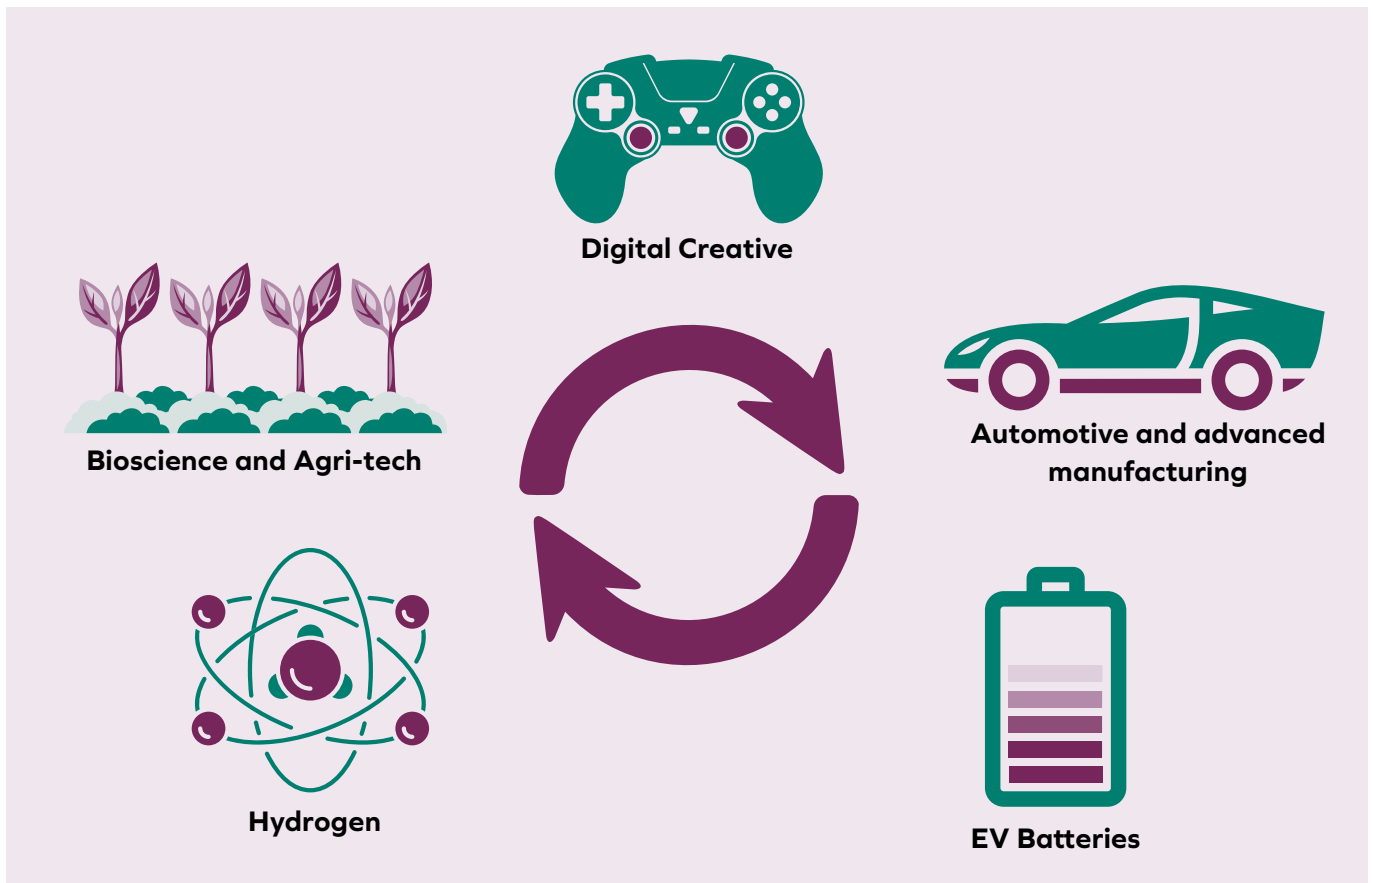 Digital Creative
Bioscience and Agri-tech
Automotive and advanced
manufacturing
Hydrogen
EV Batteries